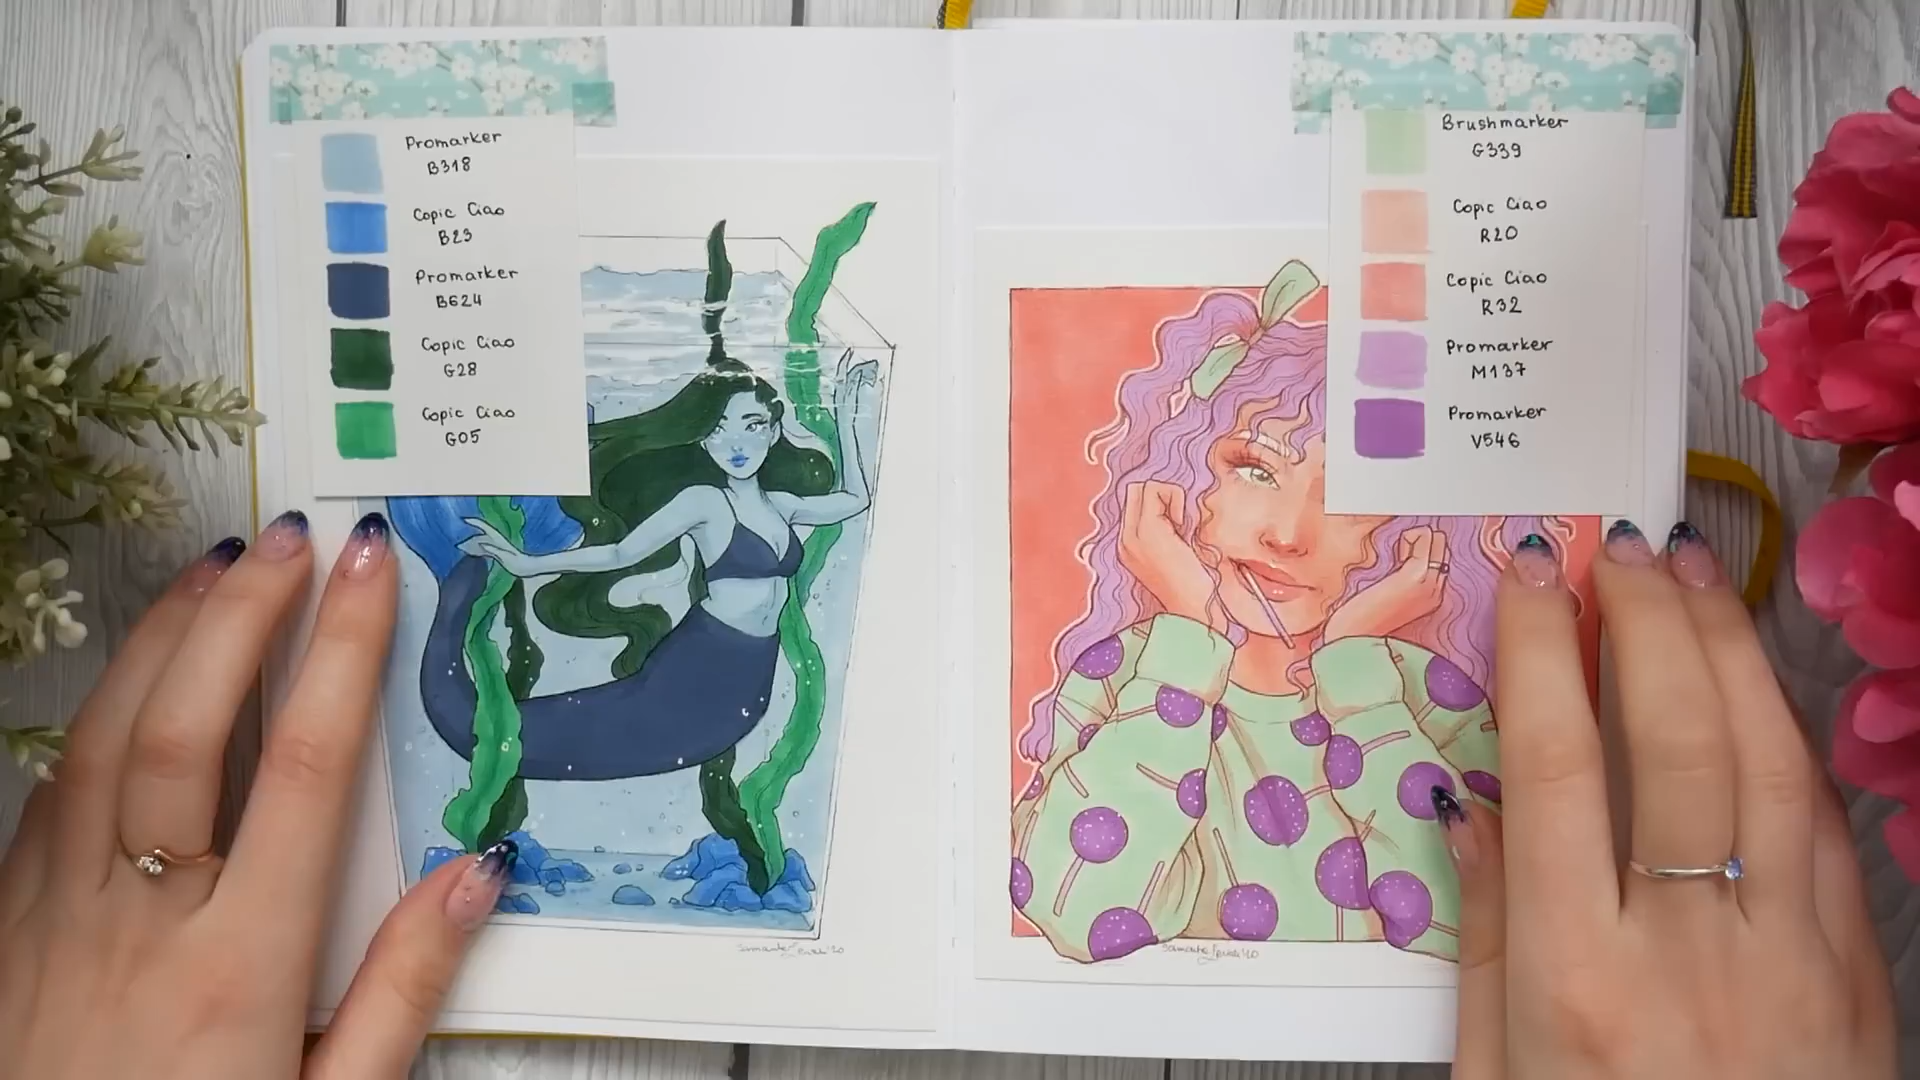 Promarker
B318
Copic Ciao
B23
Promarker
B624
Copic Ciao
G28
Copic Ciao
G05
Brushmarker
G339
Copic Ciao
R20
Copic Ciao
R32
Promarker
M137
Promarker
V546